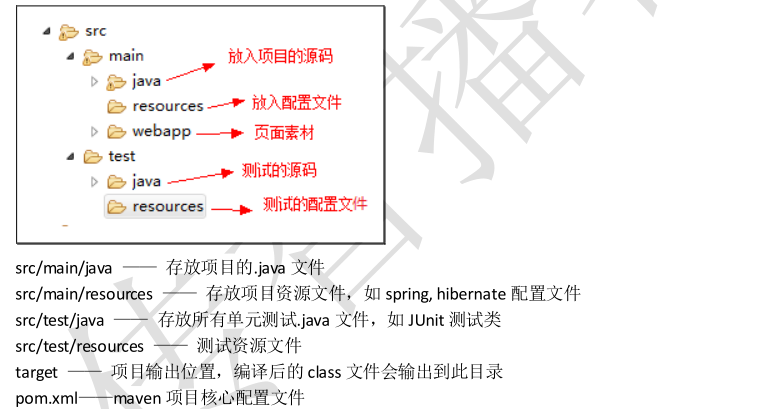 src
main
java 放入项目的源码
resources 放入配置文件
webapp 页面素材
test
java 测试的源码
resources 测试的配置文件
src/main/java —— 存放项目的.java 文件
src/main/resources —— 存放项目资源文件，如 spring, hibernate 配置文件
src/test/java —— 存放所有单元测试.java 文件，如 JUnit 测试类
src/test/resources —— 测试资源文件
target —— 项目输出位置，编译后的 class 文件会输出到此目录
pom.xml——maven 项目核心配置文件
传智播